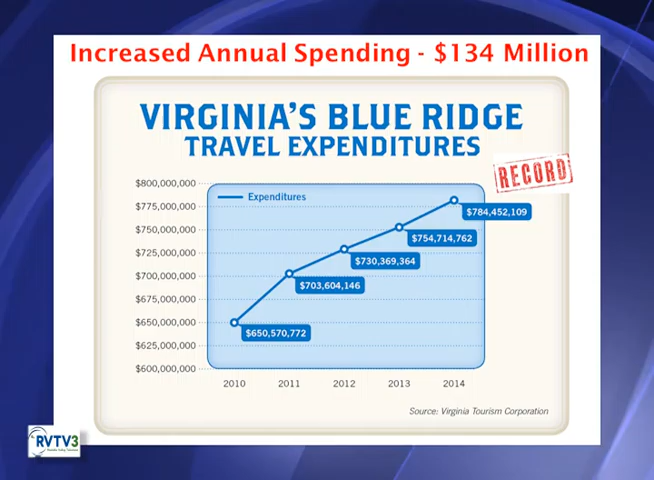 Increased Annual Spending - $134 Million
VIRGINIA'S BLUE RIDGE
TRAVEL EXPENDITURES
RECORD
$800,000,000
Expenditures
$775,000,000
$784,452,109
$750,000,000
$754,714,762
$725,000,000
$730,369,364
$700,000,000
$703,604,146
$675,000,000
$650,000,000
$650,570,772
$625,000,000
$600,000,000
2010 2011 2012 2013 2014
Source: Virginia Tourism Corporation
RVTV3